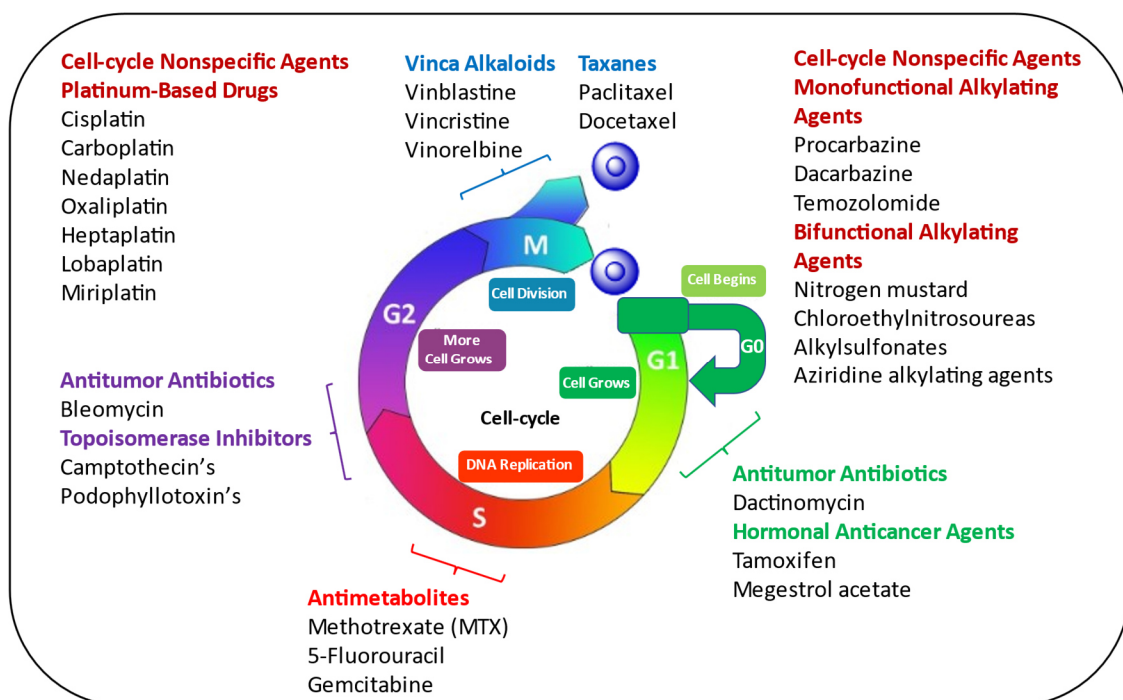 Cell-cycle Nonspecific Agents
Platinum-Based Drugs
Cisplatin
Carboplatin
Nedaplatin
Oxaliplatin
Heptaplatin
Lobaplatin
Miriplatin
Vinca Alkaloids
Vinblastine
Vincristine
Vinorelbine
Taxanes
Paclitaxel
Docetaxel
Cell-cycle Nonspecific Agents
Monofunctional Alkylating
Agents
Procarbazine
Dacarbazine
Temozolomide
Bifunctional Alkylating
Agents
Nitrogen mustard
Chloroethylnitrosoureas
Alkylsulfonates
Aziridine alkylating agents
M
Cell Division
Cell Begins
G2
More
Cell Grows
G1
G0
Cell Grows
Cell-cycle
DNA Replication
S
Antitumor Antibiotics
Bleomycin
Topoisomerase Inhibitors
Camptothecin’s
Podophyllotoxin’s
Antitumor Antibiotics
Dactinomycin
Hormonal Anticancer Agents
Tamoxifen
Megestrol acetate
Antimetabolites
Methotrexate (MTX)
5-Fluorouracil
Gemcitabine